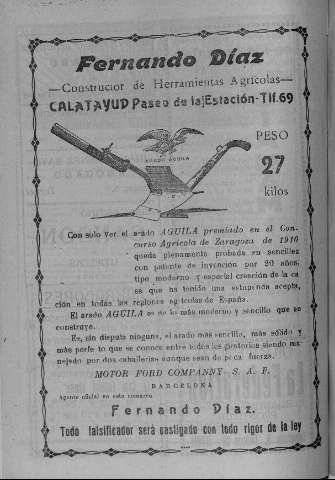 Fernando Díaz
—Constructor de Herramientas Agrícolas—
CALATAYUD Paseo de la Estación-Tlf.69
ARADO AGUILA
PESO
27
kilos
Con solo ver el arado AGUILA premiado en el Con-
curso Agrícola de Zaragoza de 1910
queda plenamente probada su sencillez
con patente de invención por 20 años,
tipo moderno y especial creación de la ca
sa que ha tenido una estupenda acepta-
ción en todas las regiones agrícolas de España.
El arado AGUILA es de lo más moderno y sencillo que se
construye.
Es, sin disputa ninguna, el arado más sencillo, más sólido y
más perfecto que se conoce entre todos los giratorios siendo ma-
nejado por dos caballerías aunque sean de poca fuerza.
MOTOR FORD COMPANNY - S. A. F.
BARCELONA
Agente oficial en esta comarca
Fernando Díaz.
Todo falsificador será castigado con todo rigor de la ley